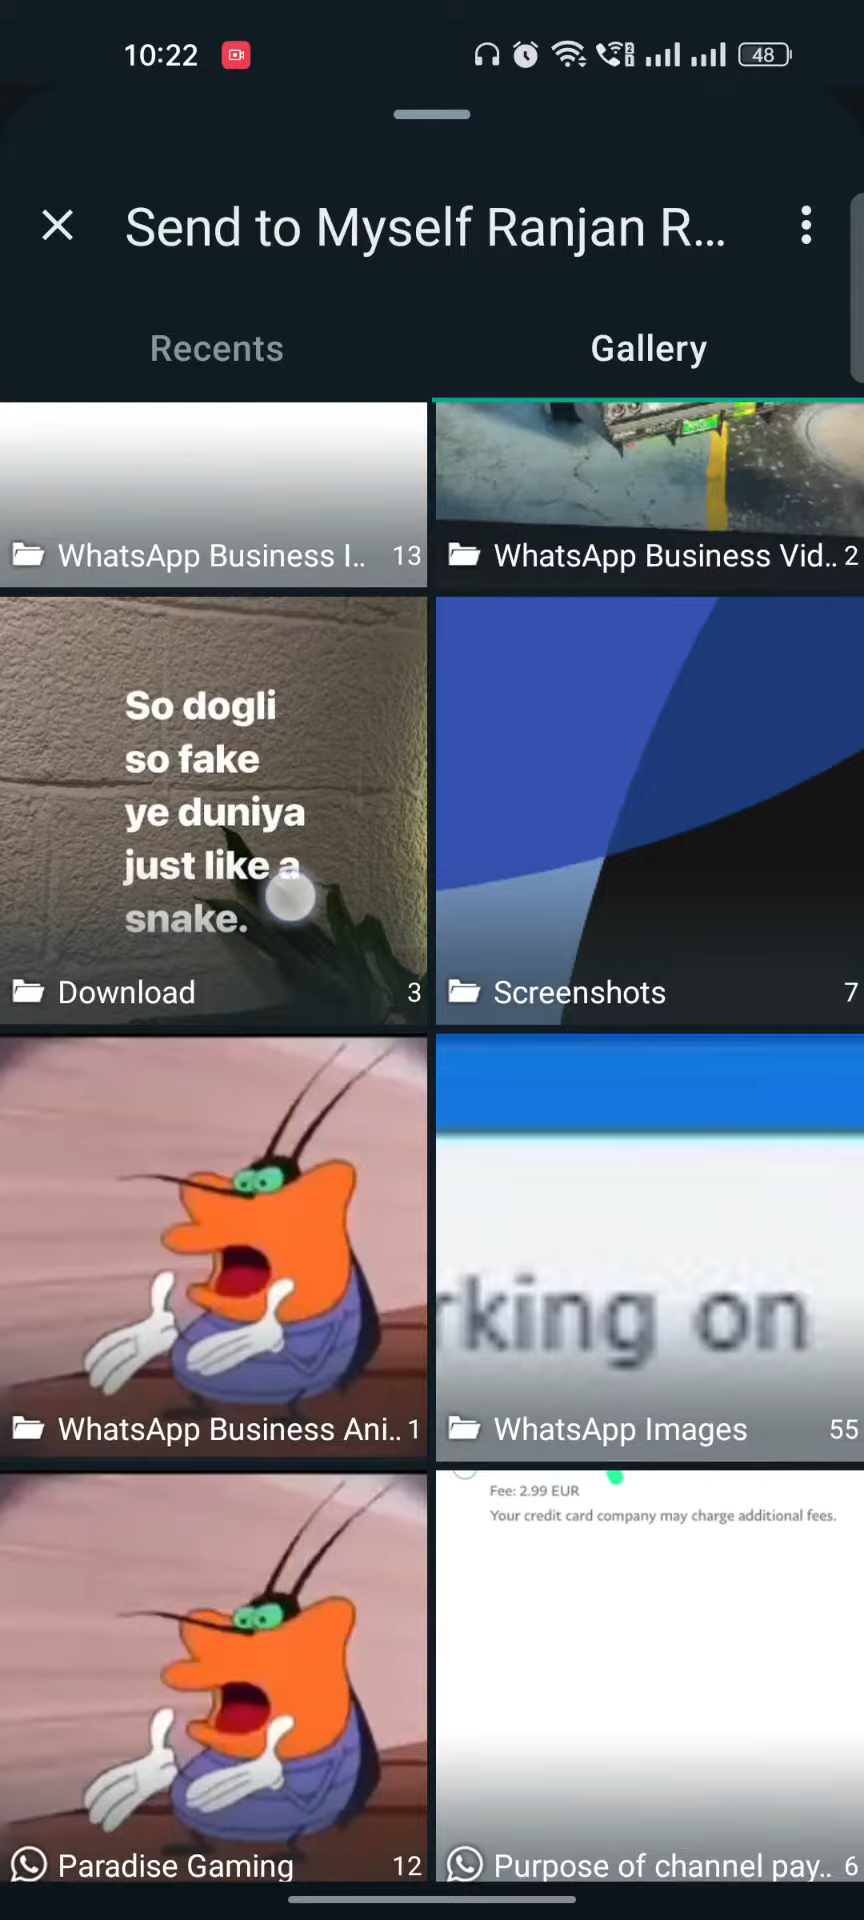 10:22
48
Send to Myself Ranjan R...
Recents
Gallery
WhatsApp Business I.. 13
WhatsApp Business Vid.. 2
So dogli
so fake
ye duniya
just like a
snake.
Download 3
Screenshots 7
rking on
WhatsApp Business Ani.. 1
WhatsApp Images 55
Fee: 2.99 EUR
Your credit card company may charge additional fees.
Paradise Gaming 12
Purpose of channel pay.. 6